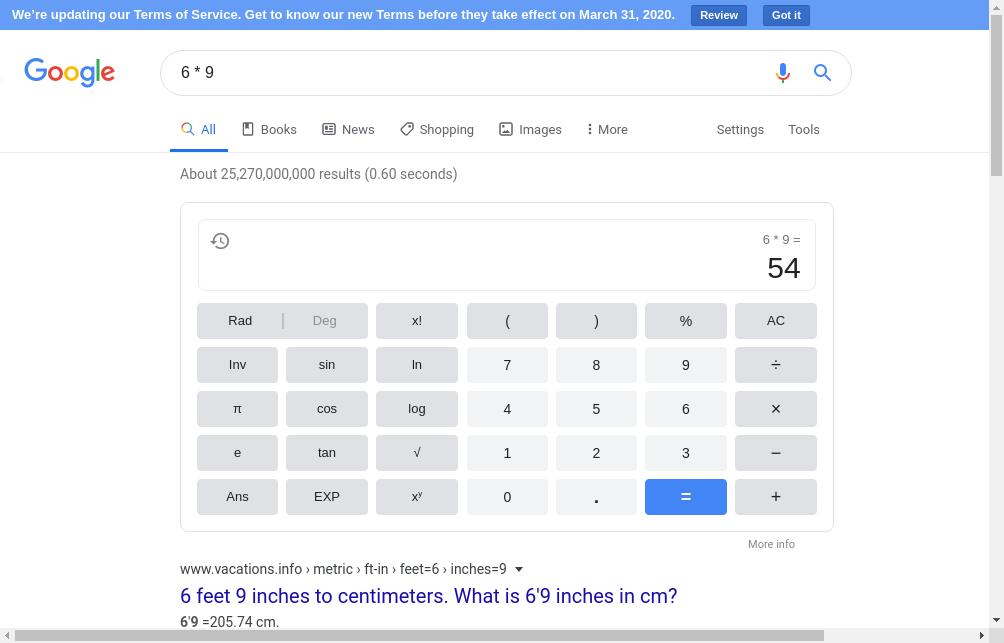 We're updating our Terms of Service. Get to know our new Terms before they take effect on March 31, 2020. Review Got it
Google 6 * 9
All Books News Shopping Images More Settings Tools
About 25,270,000,000 results (0.60 seconds)
6 * 9 =
54
Rad Deg x! ( ) % AC
Inv sin ln 7 8 9 ÷
π cos log 4 5 6 ×
e tan √ 1 2 3 −
Ans EXP xʸ 0 . = +
More info
www.vacations.info › metric › ft-in › feet=6 › inches=9
6 feet 9 inches to centimeters. What is 6'9 inches in cm?
6'9 =205.74 cm.